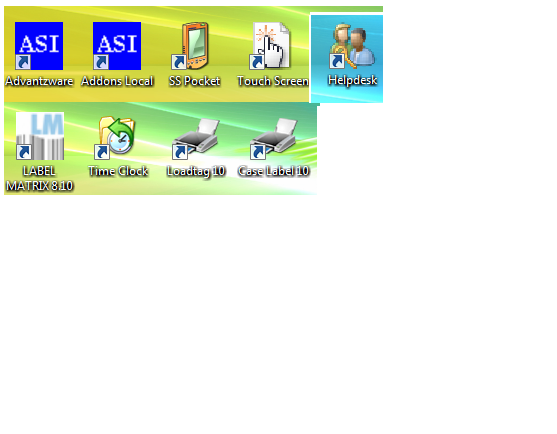 ASI
ASI
Advantzware
Addons Local
SS Pocket
Touch Screen
Helpdesk
LM
LABEL
MATRIX 8.10
Time Clock
Loadtag 10
Case Label 10